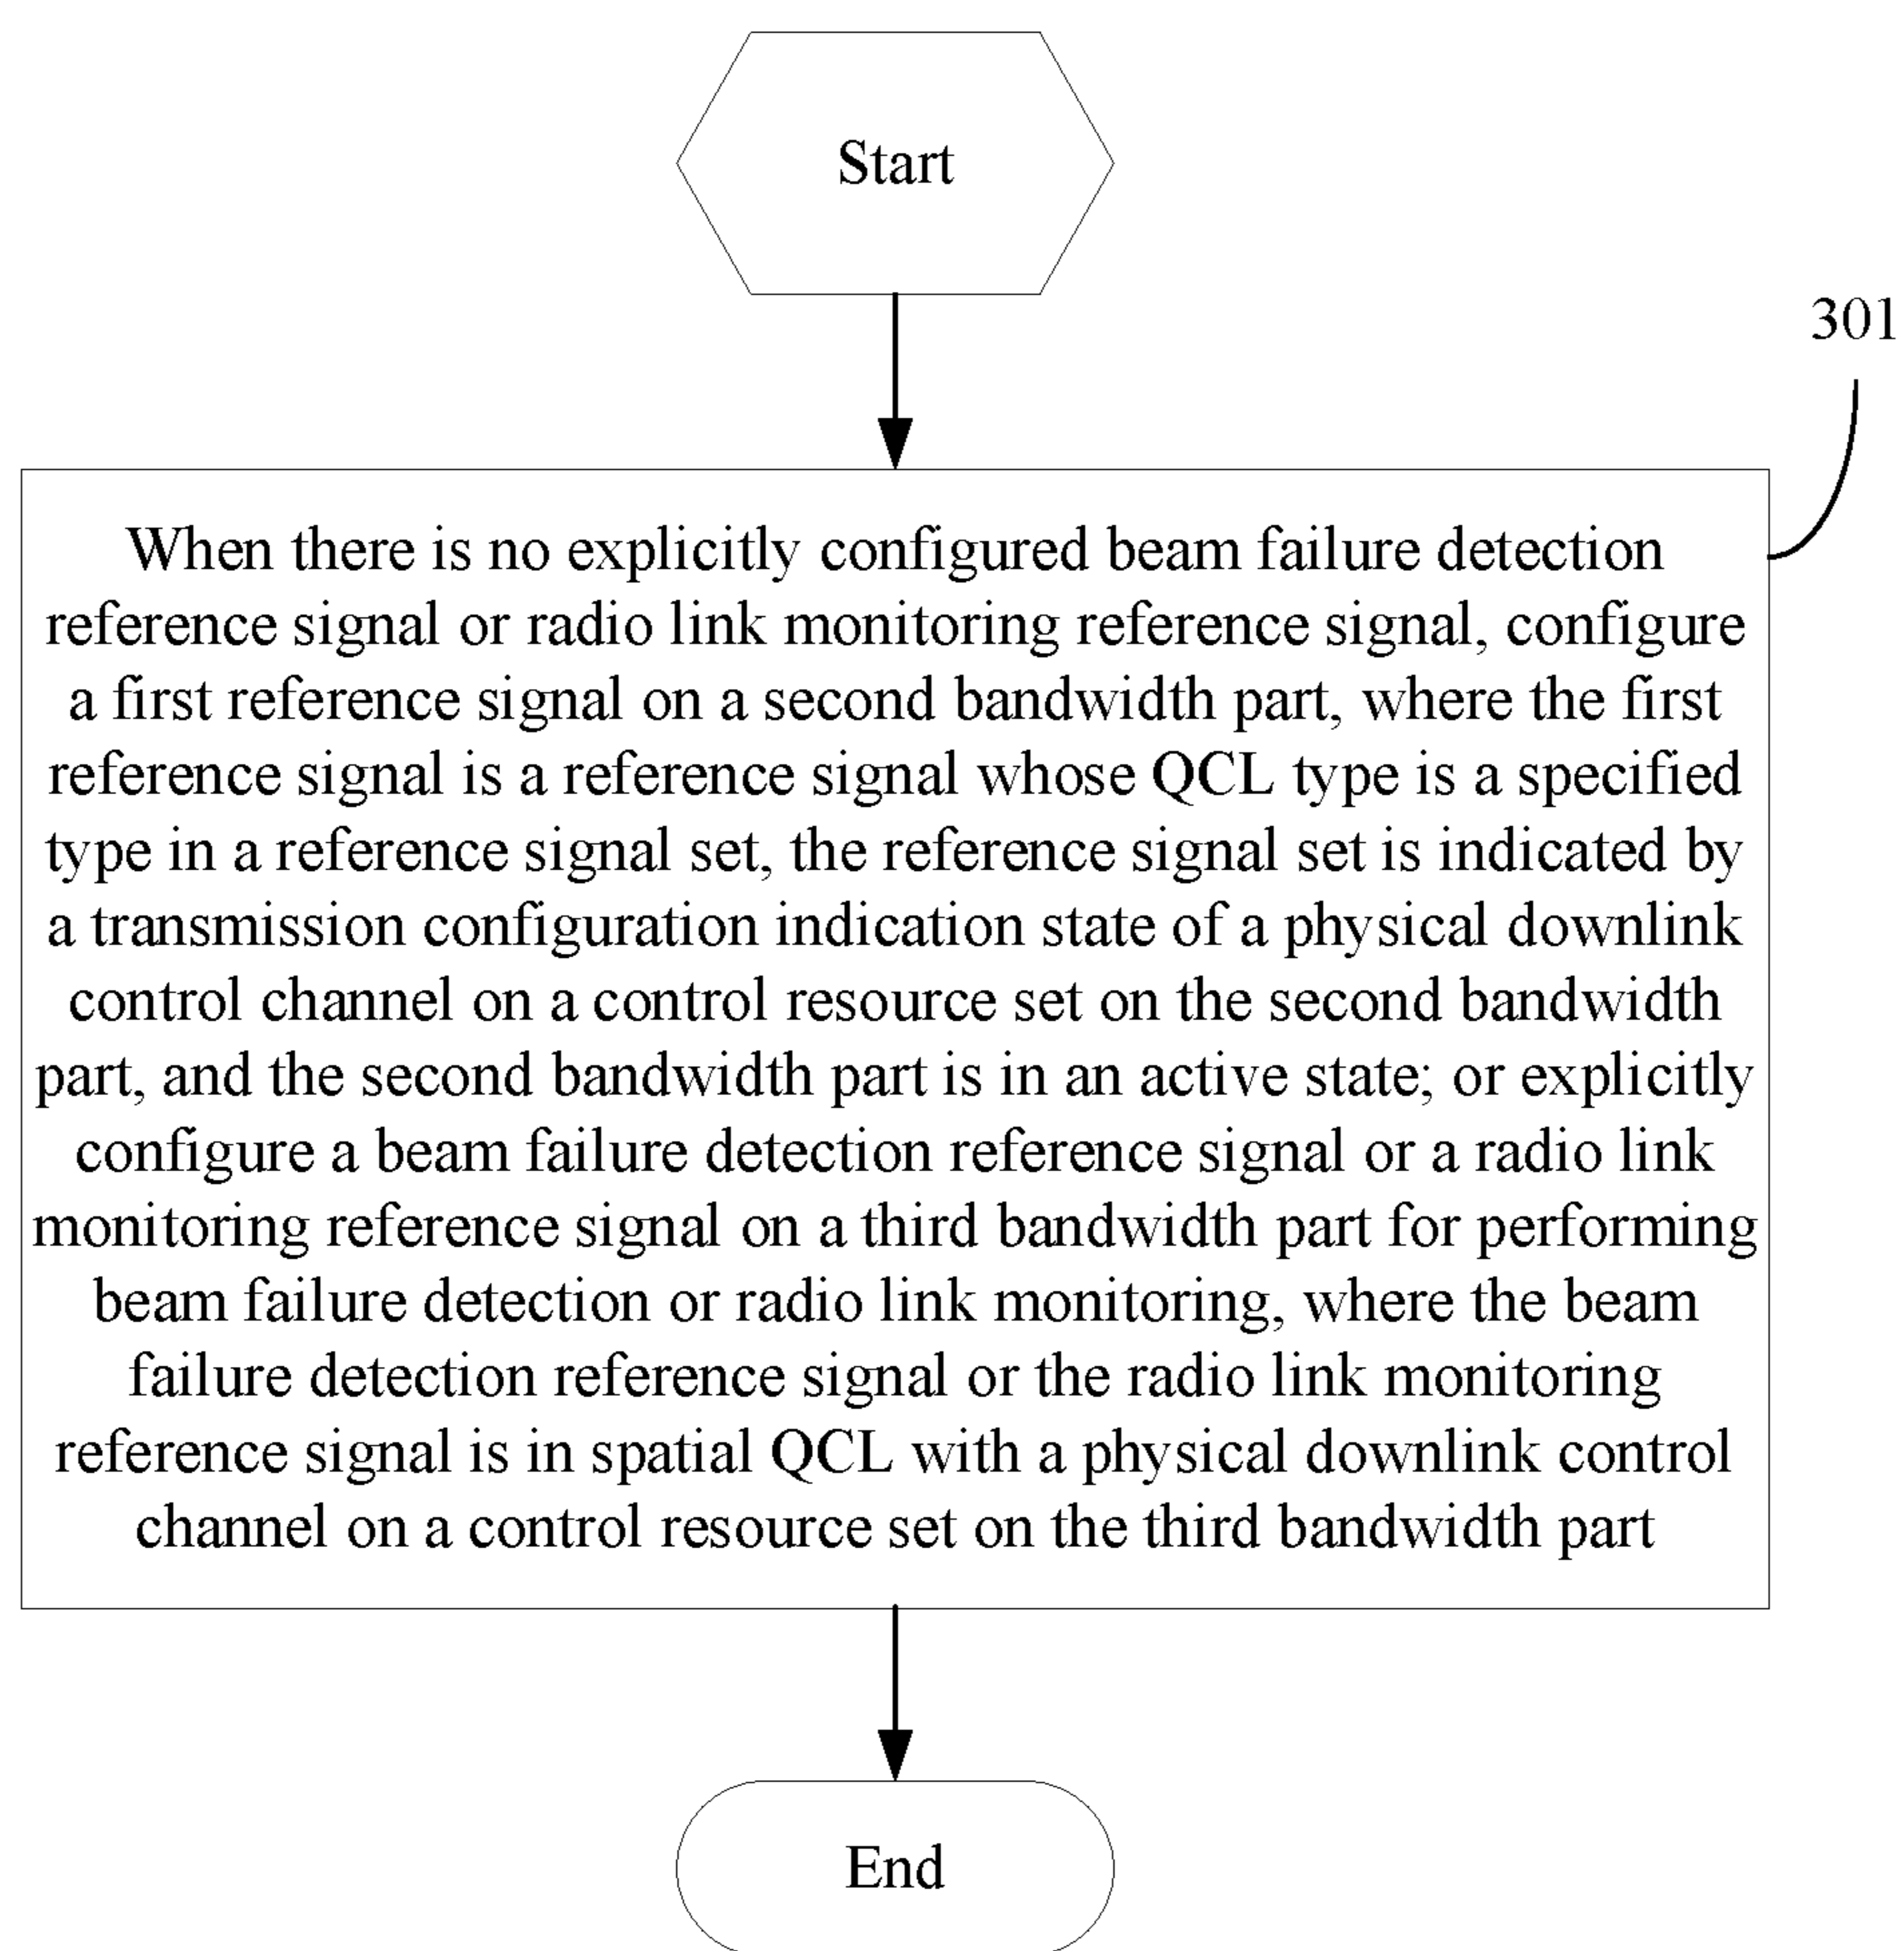 Start
301
When there is no explicitly configured beam failure detection
reference signal or radio link monitoring reference signal, configure
a first reference signal on a second bandwidth part, where the first
reference signal is a reference signal whose QCL type is a specified
type in a reference signal set, the reference signal set is indicated by
a transmission configuration indication state of a physical downlink
control channel on a control resource set on the second bandwidth
part, and the second bandwidth part is in an active state; or explicitly
configure a beam failure detection reference signal or a radio link
monitoring reference signal on a third bandwidth part for performing
beam failure detection or radio link monitoring, where the beam
failure detection reference signal or the radio link monitoring
reference signal is in spatial QCL with a physical downlink control
channel on a control resource set on the third bandwidth part
End